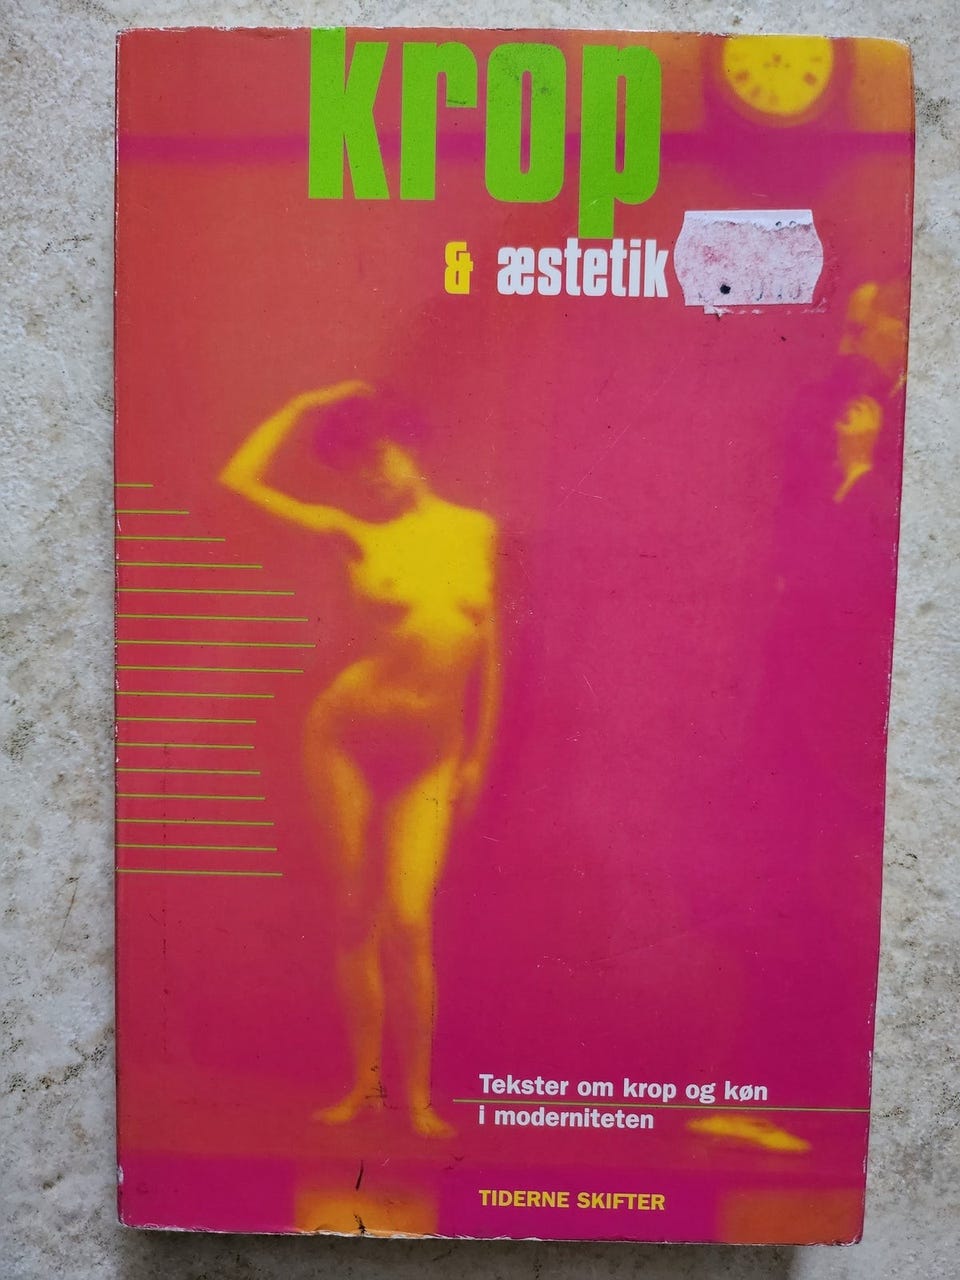 krop
& æstetik
Tekster om krop og køn
i moderniteten
TIDERNE SKIFTER